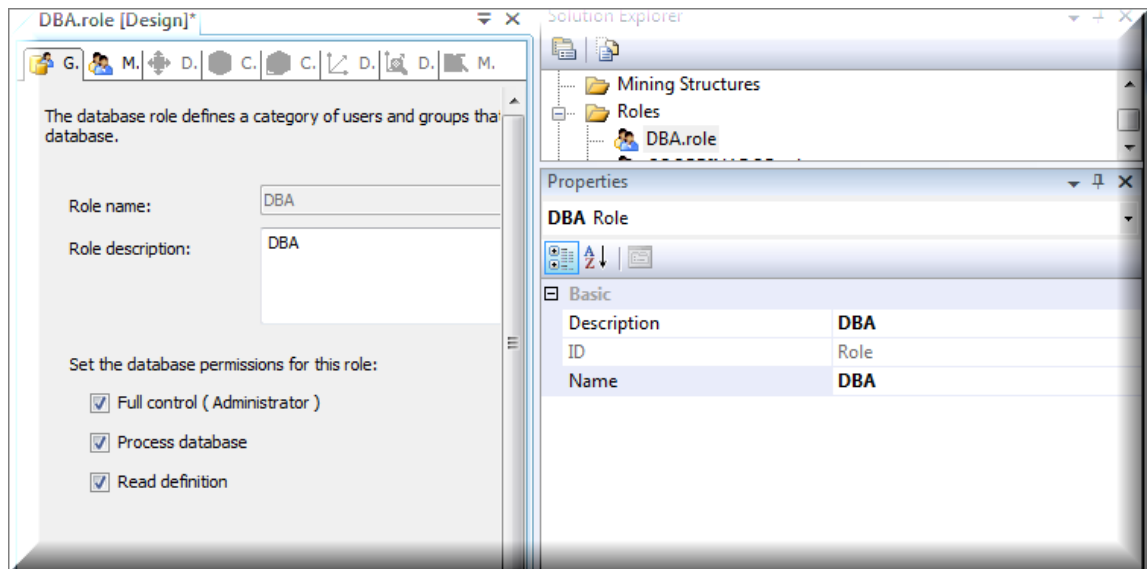 DBA.role [Design]*
G. M. D. C. C. D. D. M.
The database role defines a category of users and groups tha
database.
Role name:
DBA
Role description:
DBA
Set the database permissions for this role:
Full control ( Administrator )
Process database
Read definition
Solution Explorer
Mining Structures
Roles
DBA.role
Properties
DBA Role
Basic
Description DBA
ID Role
Name DBA